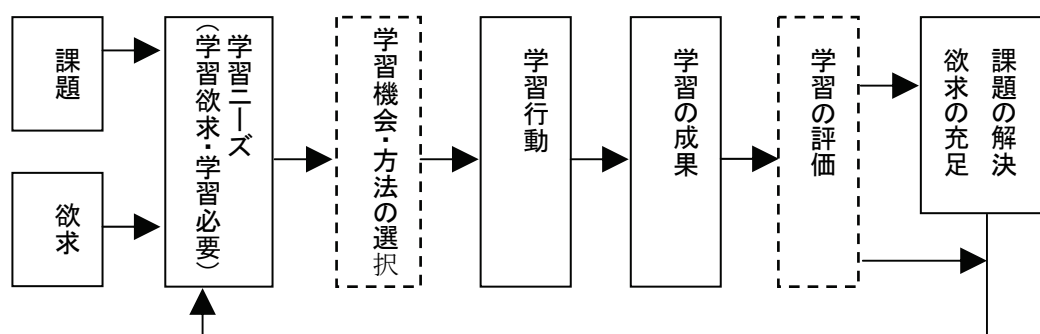 課題
欲求
学習ニーズ
（学習欲求・学習必要）
学習機会・方法の選択
学習行動
学習の成果
学習の評価
課題の解決
欲求の充足